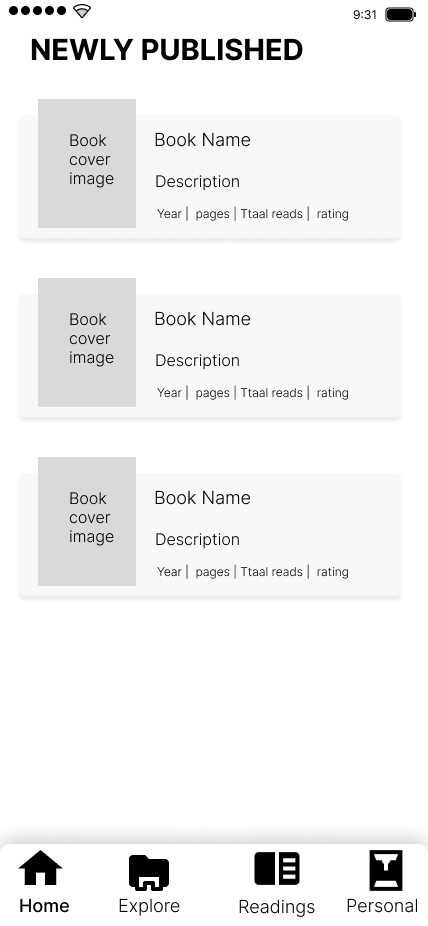 9:31
NEWLY PUBLISHED
Book
cover
image
Book Name
Description
Year | pages | Ttaal reads | rating
Book
cover
image
Book Name
Description
Year | pages | Ttaal reads | rating
Book
cover
image
Book Name
Description
Year | pages | Ttaal reads | rating
Home Explore Readings Personal